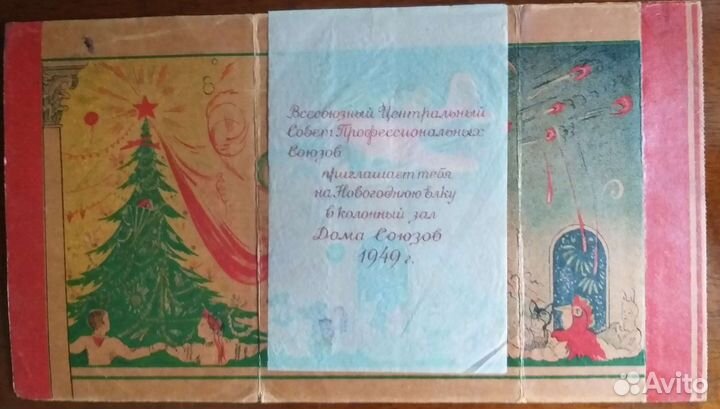 Всесоюзный Центральный
Совет Профессиональных
Союзов
приглашает тебя
на Новогоднюю ёлку
в колонный зал
Дома Союзов
1949 г.
Avito